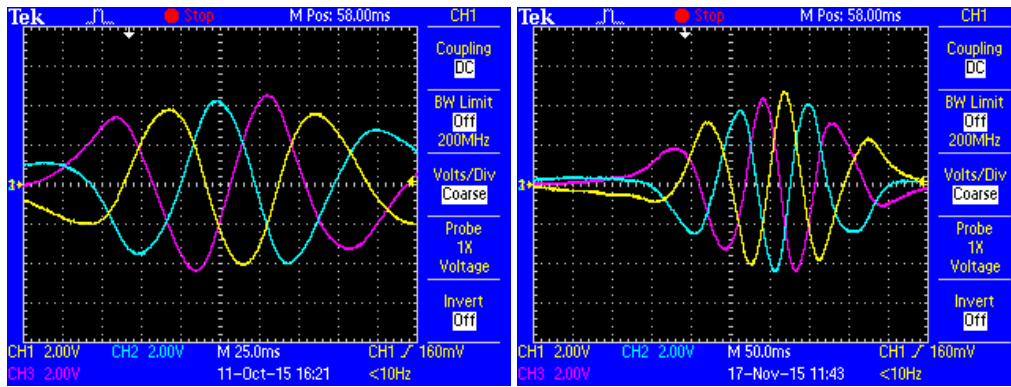 Tek Stop M Pos: 58.00ms CH1
Coupling
DC
BW Limit
Off
200MHz
Volts/Div
Coarse
Probe
1X
Voltage
Invert
Off
1
CH1 2.00V CH2 2.00V M 25.0ms CH1 160mV
CH3 2.00V 11-Oct-15 16:21 <10Hz
Tek Stop M Pos: 58.00ms CH1
Coupling
DC
BW Limit
Off
200MHz
Volts/Div
Coarse
Probe
1X
Voltage
Invert
Off
1
CH1 2.00V CH2 2.00V M 50.0ms CH1 160mV
CH3 2.00V 17-Nov-15 11:43 <10Hz